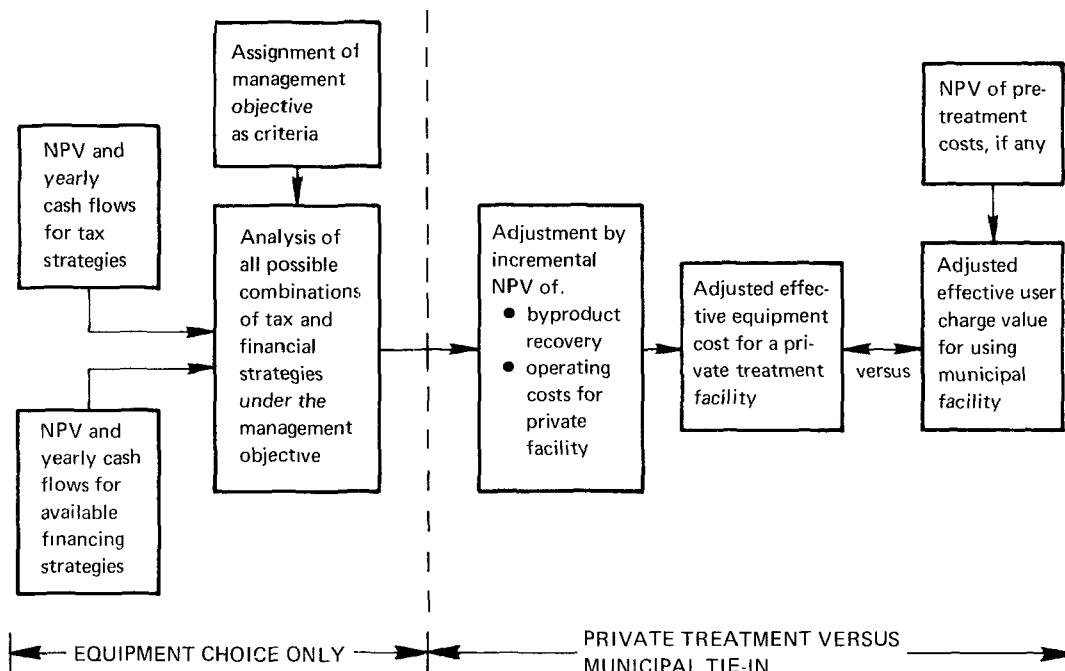 Assignment of
management
objective
as criteria
NPV and
yearly
cash flows
for tax
strategies
NPV and
yearly cash
flows for
available
financing
strategies
Analysis of
all possible
combinations
of tax and
financial
strategies
under the
management
objective
Adjustment by
incremental
NPV of.
● byproduct
recovery
● operating
costs for
private
facility
Adjusted effec-
tive equipment
cost for a pri-
vate treatment
facility
versus
NPV of pre-
treatment
costs, if any
Adjusted
effective user
charge value
for using
municipal
facility
EQUIPMENT CHOICE ONLY
PRIVATE TREATMENT VERSUS
MUNICIPAL TIE-IN